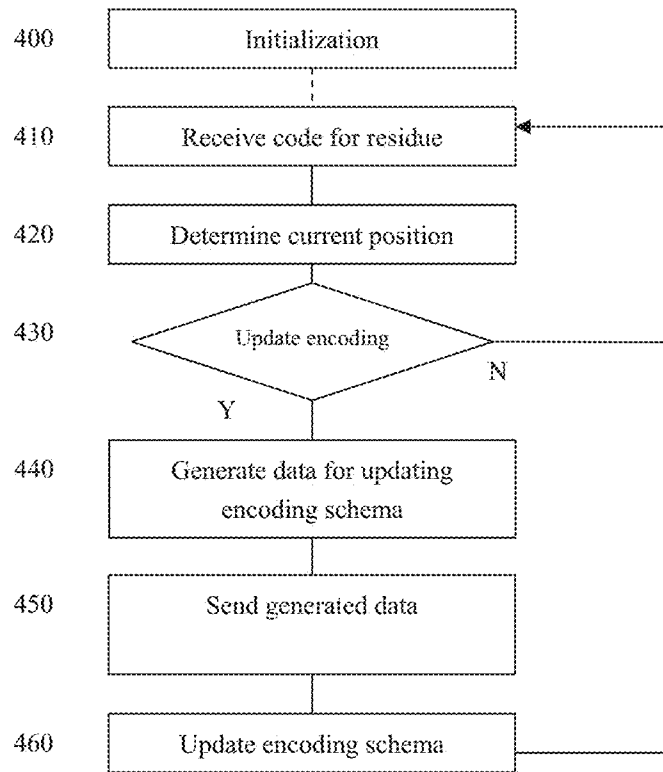 400 Initialization
410 Receive code for residue
420 Determine current position
430 Update encoding
N
Y
440 Generate data for updating
encoding schema
450 Send generated data
460 Update encoding schema